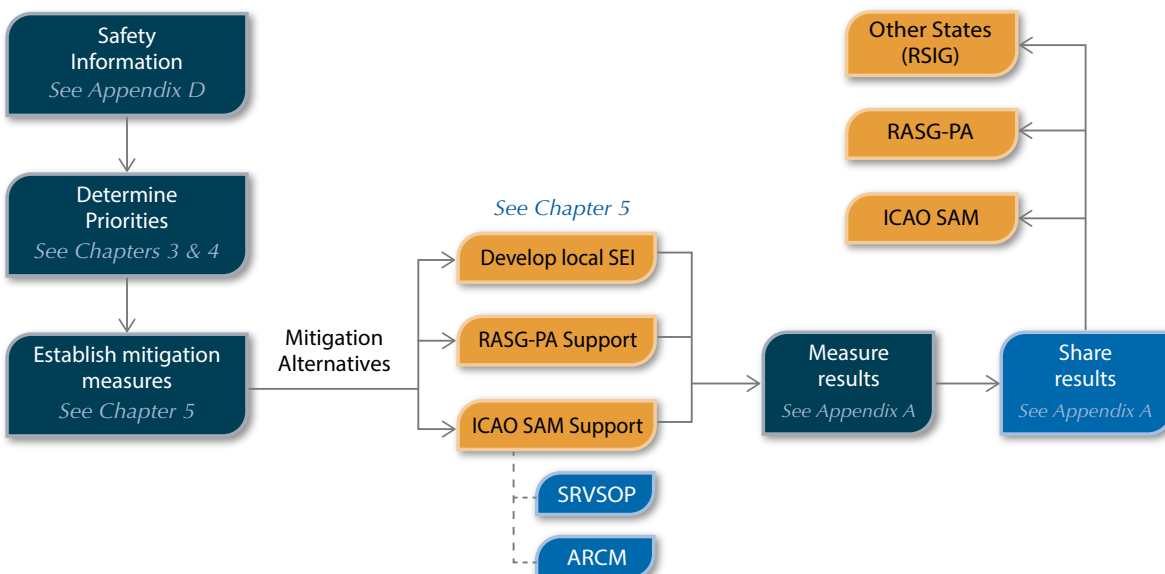 Safety
Information
See Appendix D
Determine
Priorities
See Chapters 3 & 4
Establish mitigation
measures
See Chapter 5
Mitigation
Alternatives
See Chapter 5
Develop local SEI
RASG-PA Support
ICAO SAM Support
SRVSOP
ARCM
Measure
results
See Appendix A
Share
results
See Appendix A
Other States
(RSIG)
RASG-PA
ICAO SAM